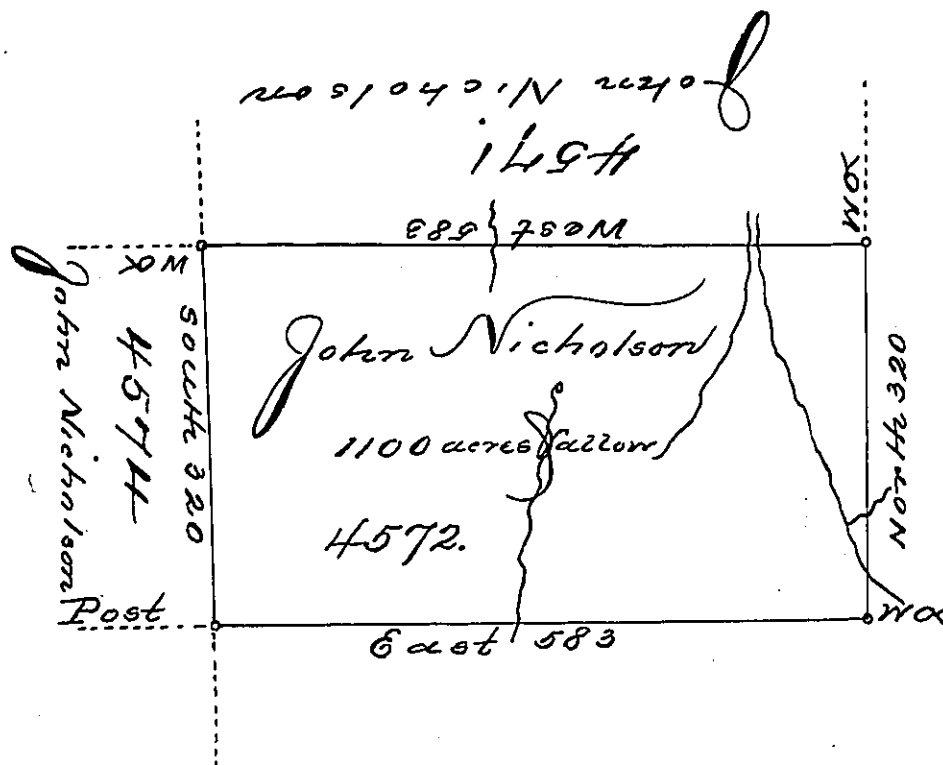 John Nicholson
4571
West 583
WO
WO
John Nicholson
4574
South 320
John Nicholson
1100 acres & allow
4572.
North 320
Post
East 583
WO